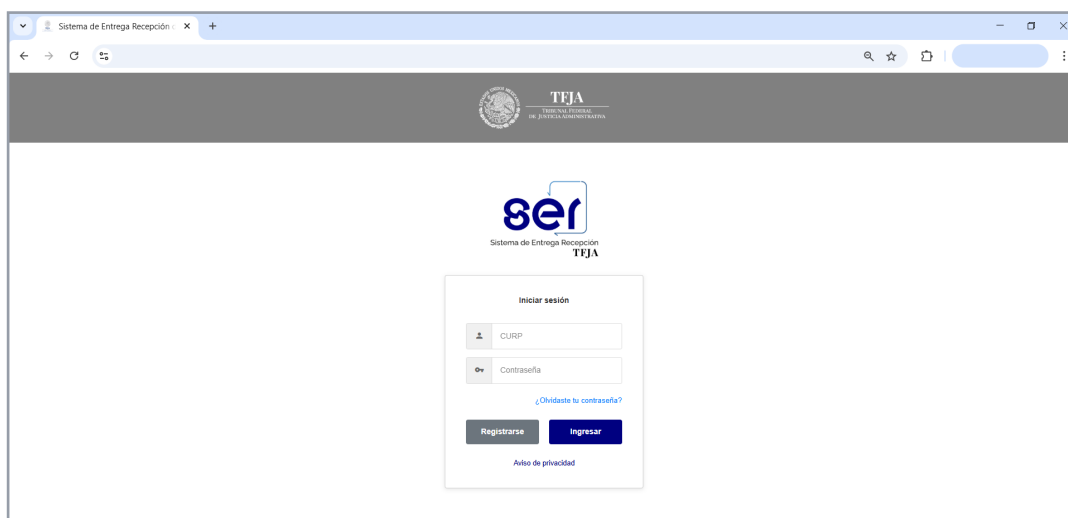 Sistema de Entrega Recepción
TFJA
TRIBUNAL FEDERAL
DE JUSTICIA ADMINISTRATIVA
ser
Sistema de Entrega Recepción
TFJA
Iniciar sesión
CURP
Contraseña
¿Olvidaste tu contraseña?
Registrarse Ingresar
Aviso de privacidad